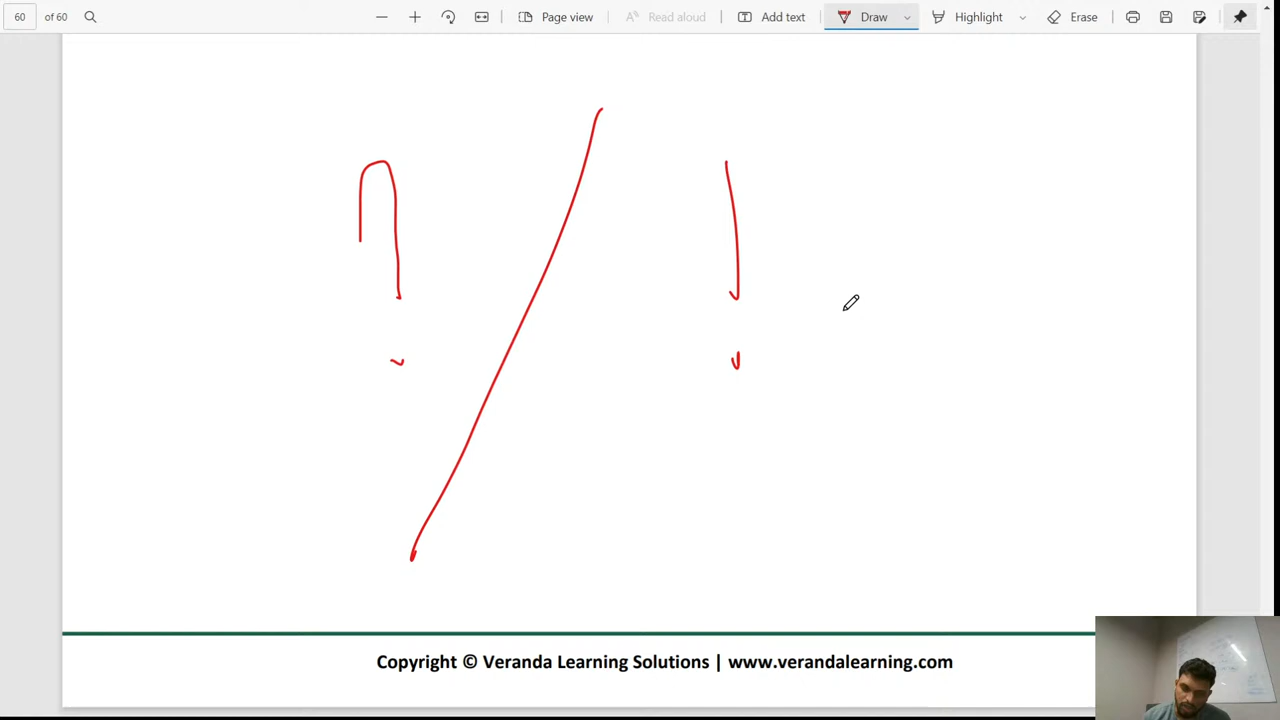 60 of 60 Page view Read aloud Add text Draw Highlight Erase
? / !
Copyright © Veranda Learning Solutions | www.verandalearning.com